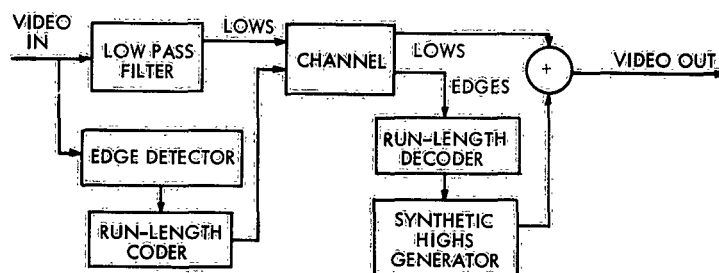 VIDEO
IN
LOW PASS
FILTER
LOWS
CHANNEL
LOWS
EDGES
+
VIDEO OUT
EDGE DETECTOR
RUN-LENGTH
CODER
RUN-LENGTH
DECODER
SYNTHETIC
HIGHS
GENERATOR